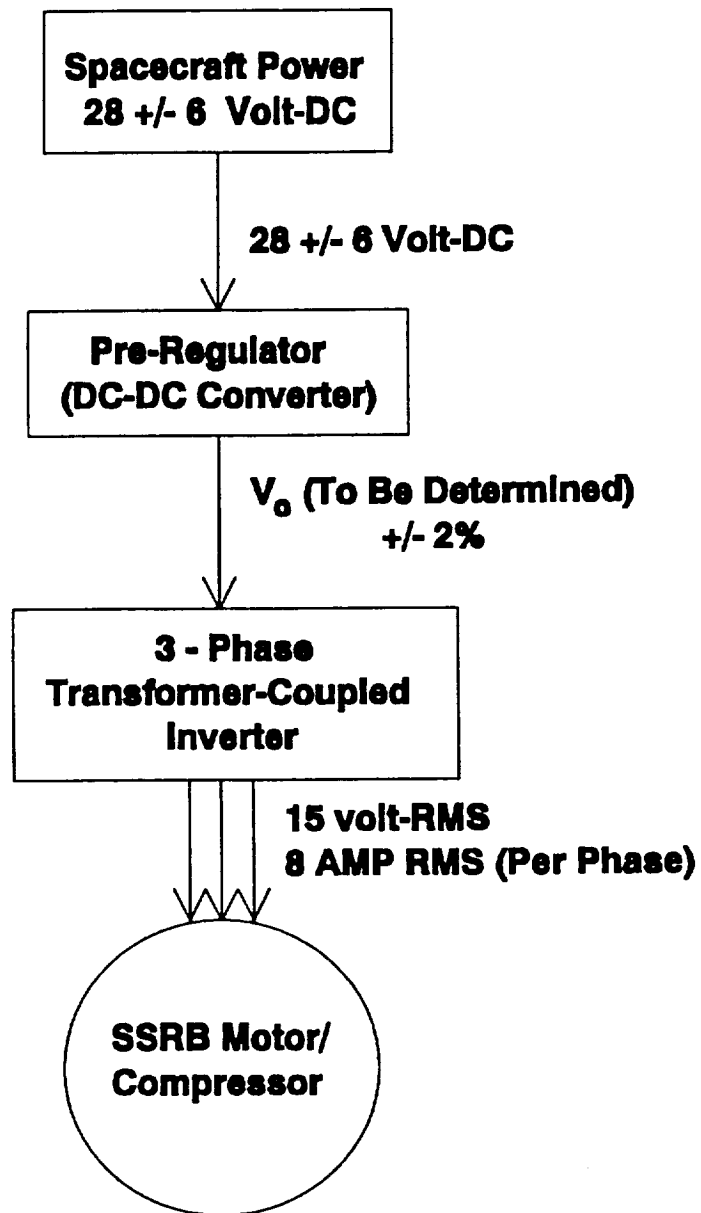 Spacecraft Power
28 +/- 6 Volt-DC
28 +/- 6 Volt-DC
Pre-Regulator
(DC-DC Converter)
V_o (To Be Determined)
+/- 2%
3 - Phase
Transformer-Coupled
Inverter
15 volt-RMS
8 AMP RMS (Per Phase)
SSRB Motor/
Compressor